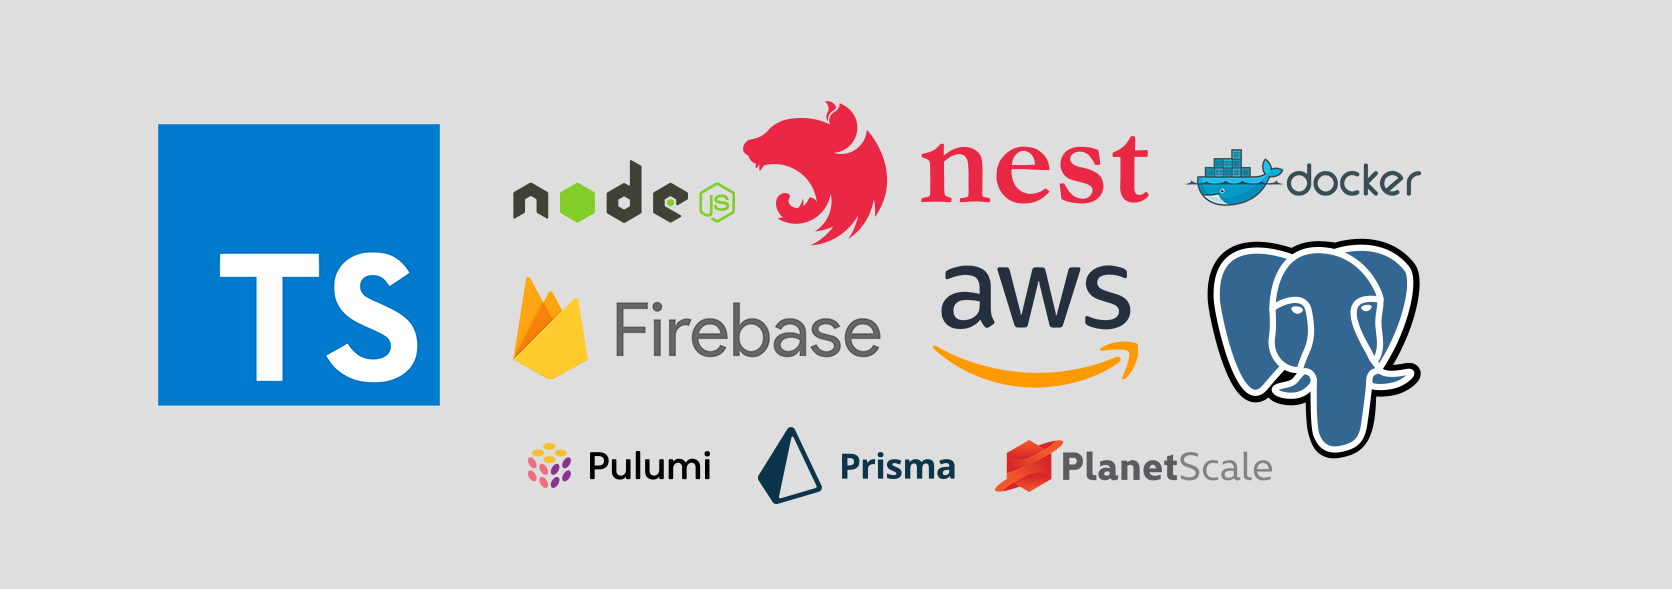 TS
node JS
nest
docker
Firebase
aws
Pulumi
Prisma
PlanetScale